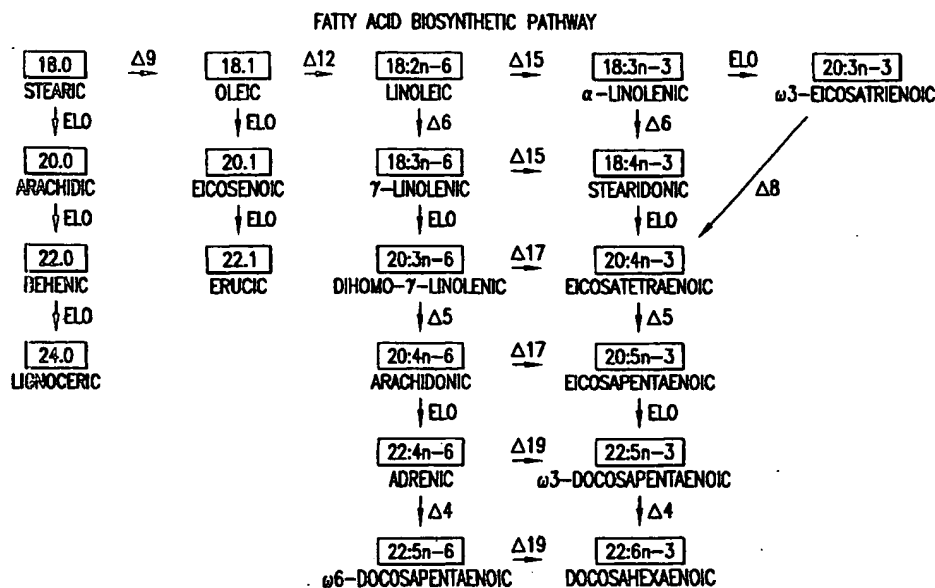 FATTY ACID BIOSYNTHETIC PATHWAY
18.0 Δ9 18.1 Δ12 18:2n-6 Δ15 18:3n-3 ELO 20:3n-3
STEARIC OLEIC LINOLEIC α-LINOLENIC ω3-EICOSATRIENOIC
ELO ELO Δ6 Δ6
20.0 20.1 18:3n-6 Δ15 18:4n-3
ARACHIDIC EICOSENOIC γ-LINOLENIC STEARIDONIC Δ8
ELO ELO ELO ELO
22.0 22.1 20:3n-6 Δ17 20:4n-3
DEHENIC ERUCIC DIHOMO-γ-LINOLENIC EICOSATETRAENOIC
ELO Δ5 Δ5
24.0 20:4n-6 Δ17 20:5n-3
LIGNOCERIC ARACHIDONIC EICOSAPENTAENOIC
ELO ELO
22:4n-6 Δ19 22:5n-3
ADRENIC ω3-DOCOSAPENTAENOIC
Δ4 Δ4
22:5n-6 Δ19 22:6n-3
ω6-DOCOSAPENTAENOIC DOCOSAHEXAENOIC